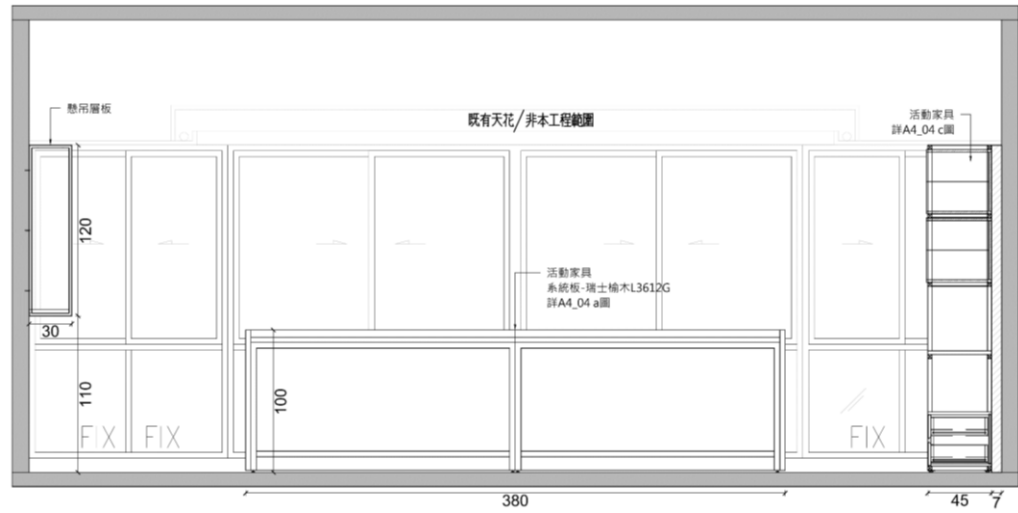 懸吊層板
既有天花/非本工程範圍
活動家具
詳A4_04 c圖
120
活動家具
系統板-瑞士榆木L3612G
詳A4_04 a圖
30
110
100
FIX
FIX
FIX
380
45
7